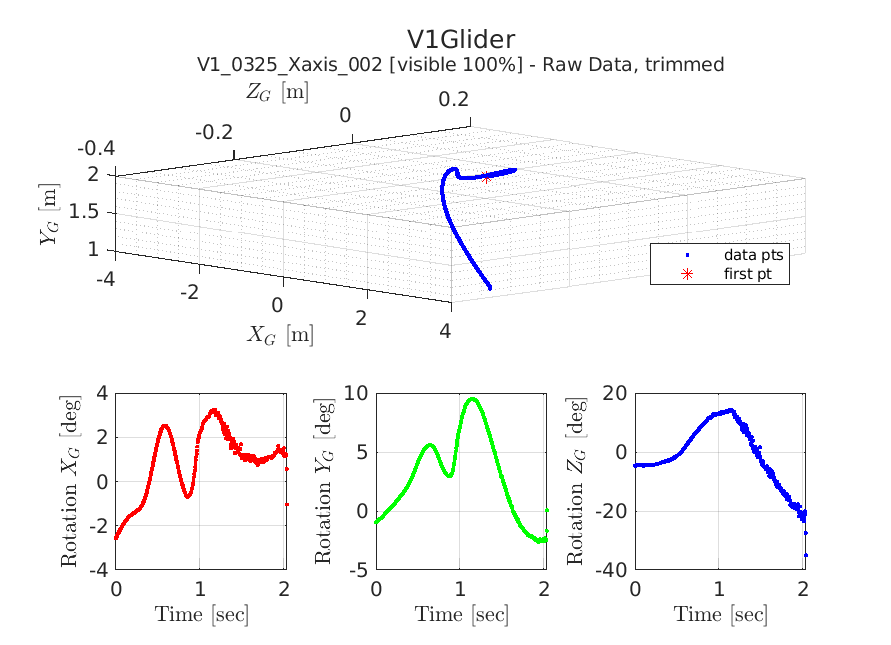 V1Glider
V1_0325_Xaxis_002 [visible 100%] - Raw Data, trimmed
Z_G [m]
-0.4 -0.2 0 0.2
Y_G [m]
2
1.5
1
-4 -2 0 2 4
X_G [m]
data pts
first pt
Rotation X_G [deg]
4
2
0
-2
-4
0 1 2
Time [sec]
Rotation Y_G [deg]
10
5
0
-5
0 1 2
Time [sec]
Rotation Z_G [deg]
20
0
-20
-40
0 1 2
Time [sec]